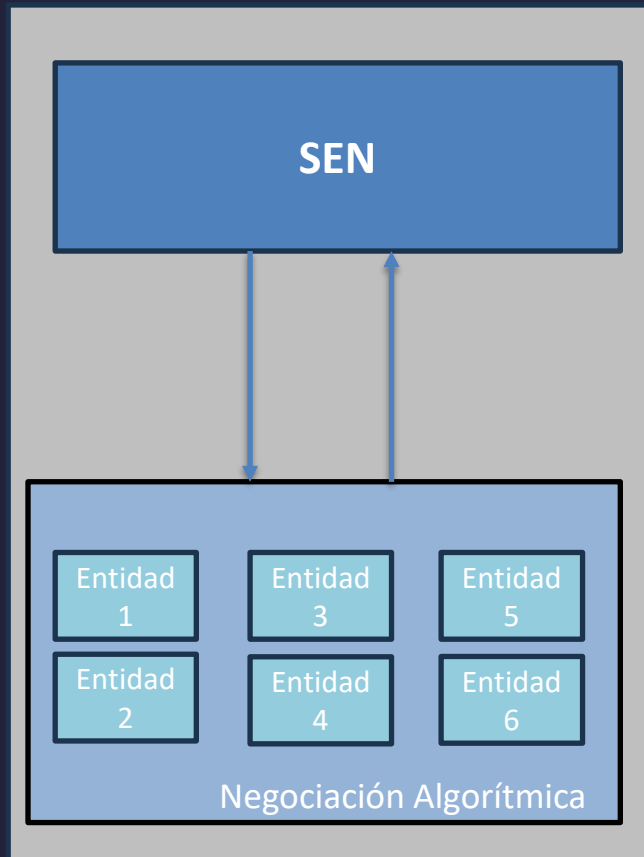 SEN
Entidad
1
Entidad
3
Entidad
5
Entidad
2
Entidad
4
Entidad
6
Negociación Algorítmica